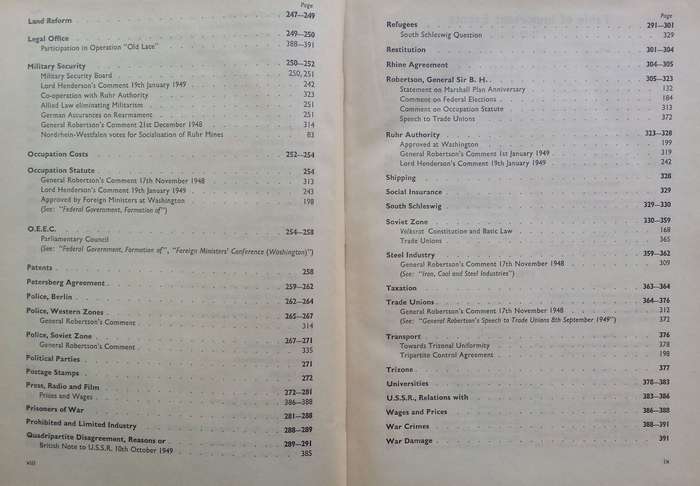 Page
Land Reform 247—249
Legal Office 249—250
Participation in Operation "Old Late" 388—391
Military Security 250—252
Military Security Board 250, 251
Lord Henderson's Comment 19th January 1949 242
Co-operation with Ruhr Authority 323
Allied Law eliminating Militarism 251
German Assurances on Rearmament 251
General Robertson's Comment 21st December 1948 314
Nordrhein-Westfalen votes for Socialisation of Ruhr Mines 83
Occupation Costs 252—254
Occupation Statute 254
General Robertson's Comment 17th November 1948 313
Lord Henderson's Comment 19th January 1949 243
Approved by Foreign Ministers at Washington 198
(See: "Federal Government, Formation of")
O.E.E.C. 254—258
Parliamentary Council
(See: "Federal Government, Formation of", "Foreign Ministers' Conference (Washington)")
Patents 258
Petersberg Agreement 259—262
Police, Berlin 262—264
Police, Western Zones 265—267
General Robertson's Comment 314
Police, Soviet Zone 267—271
General Robertson's Comment 335
Political Parties 271
Postage Stamps 272
Press, Radio and Film 272—281
Prices and Wages 386—388
Prisoners of War 281—288
Prohibited and Limited Industry 288—289
Quadripartite Disagreement, Reasons or 289—291
British Note to U.S.S.R. 10th October 1949 385
viii
Page
Refugees 291—301
South Schleswig Question 329
Restitution 301—304
Rhine Agreement 304—305
Robertson, General Sir B. H. 305—323
Statement on Marshall Plan Anniversary 132
Comment on Federal Elections 184
Comment on Occupation Statute 313
Speech to Trade Unions 372
Ruhr Authority 323—328
Approved at Washington 199
General Robertson's Comment 1st January 1949 319
Lord Henderson's Comment 19th January 1949 242
Shipping 328
Social Insurance 329
South Schleswig 329—330
Soviet Zone 330—359
Volksrat Constitution and Basic Law 168
Trade Unions 365
Steel Industry 359—362
General Robertson's Comment 17th November 1948 309
(See: "Iron, Coal and Steel Industries")
Taxation 363—364
Trade Unions 364—376
General Robertson's Comment 17th November 1948 312
(See: "General Robertson's Speech to Trade Unions 8th September 1949") 372
Transport 376
Towards Trizonal Uniformity 378
Tripartite Control Agreement 198
Trizone 377
Universities 378—383
U.S.S.R., Relations with 383—386
Wages and Prices 386—388
War Crimes 388—391
War Damage 391
ix